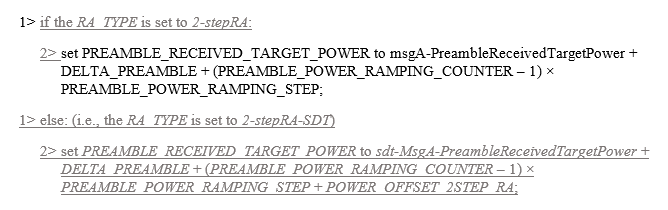 1> if the RA_TYPE is set to 2-stepRA:
2> set PREAMBLE_RECEIVED_TARGET_POWER to msgA-PreambleReceivedTargetPower +
DELTA_PREAMBLE + (PREAMBLE_POWER_RAMPING_COUNTER – 1) ×
PREAMBLE_POWER_RAMPING_STEP;
1> else: (i.e., the RA_TYPE is set to 2-stepRA-SDT)
2> set PREAMBLE_RECEIVED_TARGET_POWER to sdt-MsgA-PreambleReceivedTargetPower +
DELTA_PREAMBLE + (PREAMBLE_POWER_RAMPING_COUNTER – 1) ×
PREAMBLE_POWER_RAMPING_STEP + POWER_OFFSET_2STEP_RA;